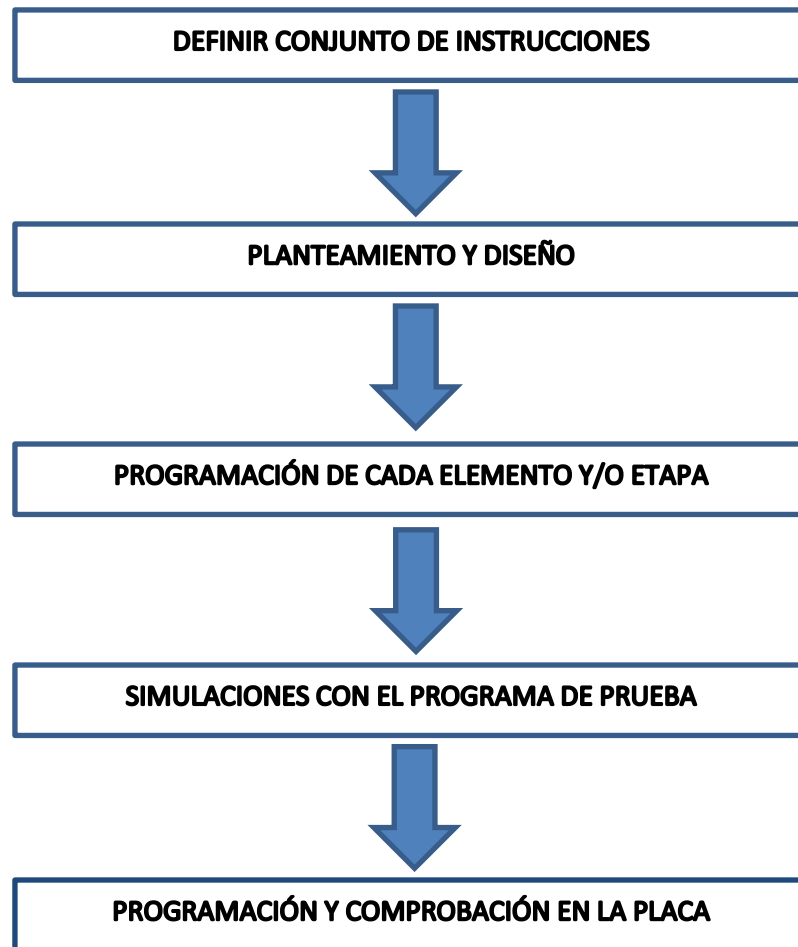 DEFINIR CONJUNTO DE INSTRUCCIONES
PLANTEAMIENTO Y DISEÑO
PROGRAMACIÓN DE CADA ELEMENTO Y/O ETAPA
SIMULACIONES CON EL PROGRAMA DE PRUEBA
PROGRAMACIÓN Y COMPROBACIÓN EN LA PLACA